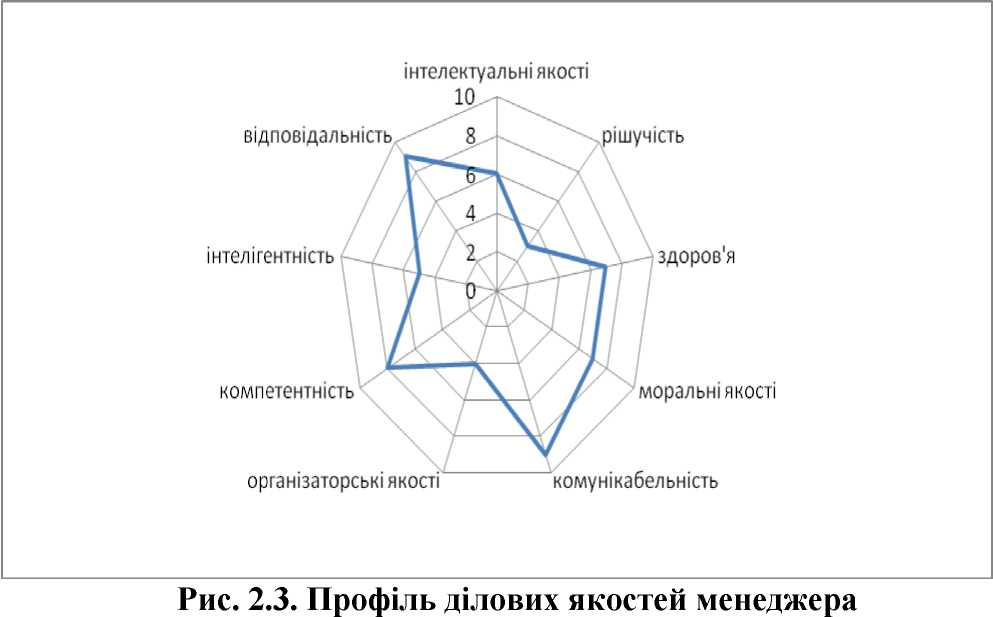 інтелектуальні якості
10
відповідальність
8
рішучість
6
4
інтелігентність
2
здоров'я
0
компетентність
моральні якості
організаторські якості
комунікабельність
Рис. 2.3. Профіль ділових якостей менеджера